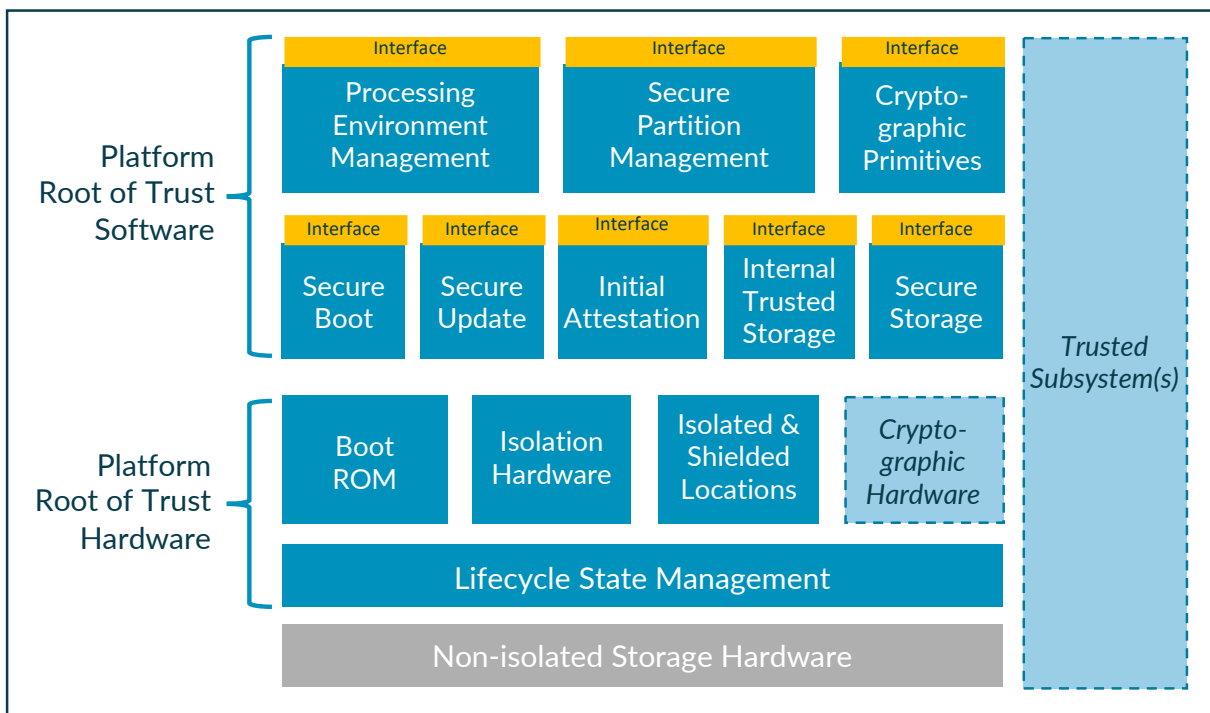 Platform
Root of Trust
Software
Interface
Processing
Environment
Management
Interface
Secure
Partition
Management
Interface
Crypto-
graphic
Primitives
Interface
Secure
Boot
Interface
Secure
Update
Interface
Initial
Attestation
Interface
Internal
Trusted
Storage
Interface
Secure
Storage
Trusted
Subsystem(s)
Platform
Root of Trust
Hardware
Boot
ROM
Isolation
Hardware
Isolated &
Shielded
Locations
Crypto-
graphic
Hardware
Lifecycle State Management
Non-isolated Storage Hardware